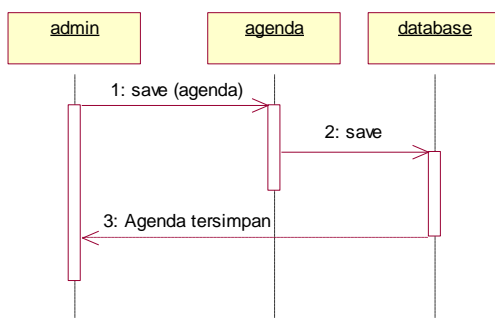 admin
agenda
database
1: save (agenda)
2: save
3: Agenda tersimpan